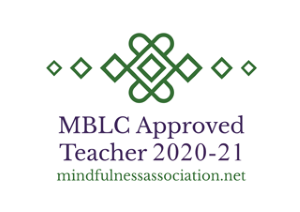 MBLC Approved
Teacher 2020-21
mindfulnessassociation.net